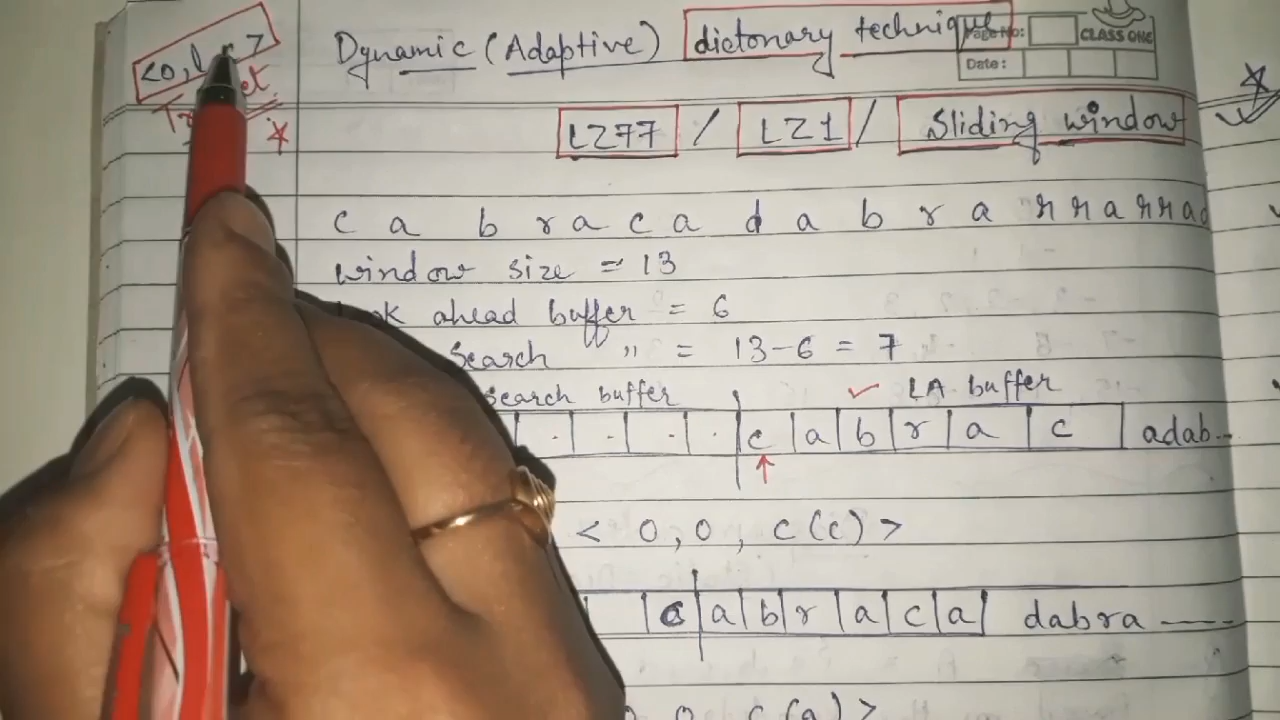 <o, l, >
Dynamic (Adaptive) dictonary technique
Page No:
CLASS ONE
Date:
LZ77 / LZ1 / Sliding window
c a b r a c a d a b r a r r a r r a d
window size = 13
ahead buffer = 6
Search " = 13-6 = 7
Search buffer ✓ LA buffer
. . . . c a b r a c adab..
↑
< 0, 0, c(c) >
c a b r a c a dabra ----
0, c(a) >